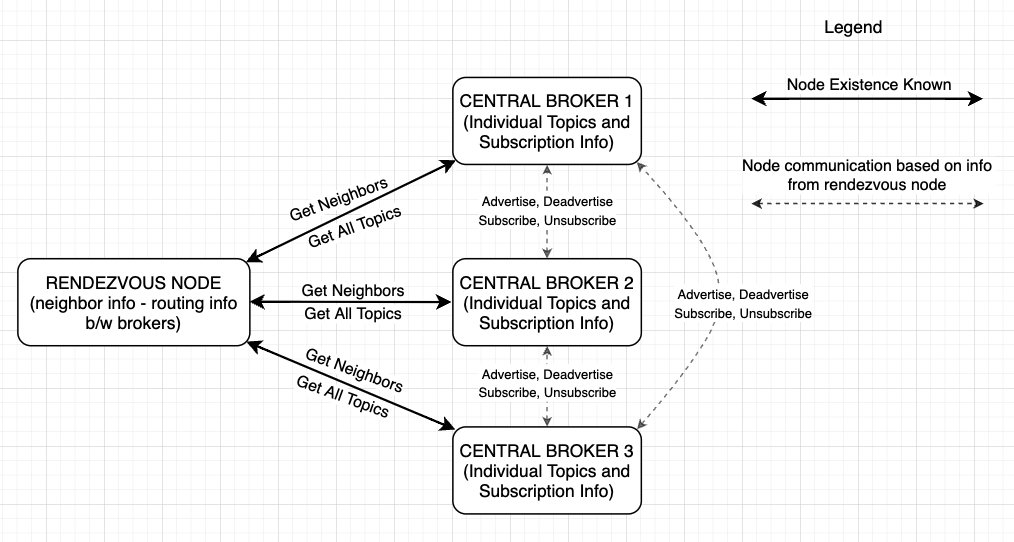 Legend
Node Existence Known
Node communication based on info
from rendezvous node
CENTRAL BROKER 1
(Individual Topics and
Subscription Info)
Get Neighbors
Get All Topics
Advertise, Deadvertise
Subscribe, Unsubscribe
RENDEZVOUS NODE
(neighbor info - routing info
b/w brokers)
Get Neighbors
Get All Topics
CENTRAL BROKER 2
(Individual Topics and
Subscription Info)
Advertise, Deadvertise
Subscribe, Unsubscribe
Get Neighbors
Get All Topics
Advertise, Deadvertise
Subscribe, Unsubscribe
CENTRAL BROKER 3
(Individual Topics and
Subscription Info)